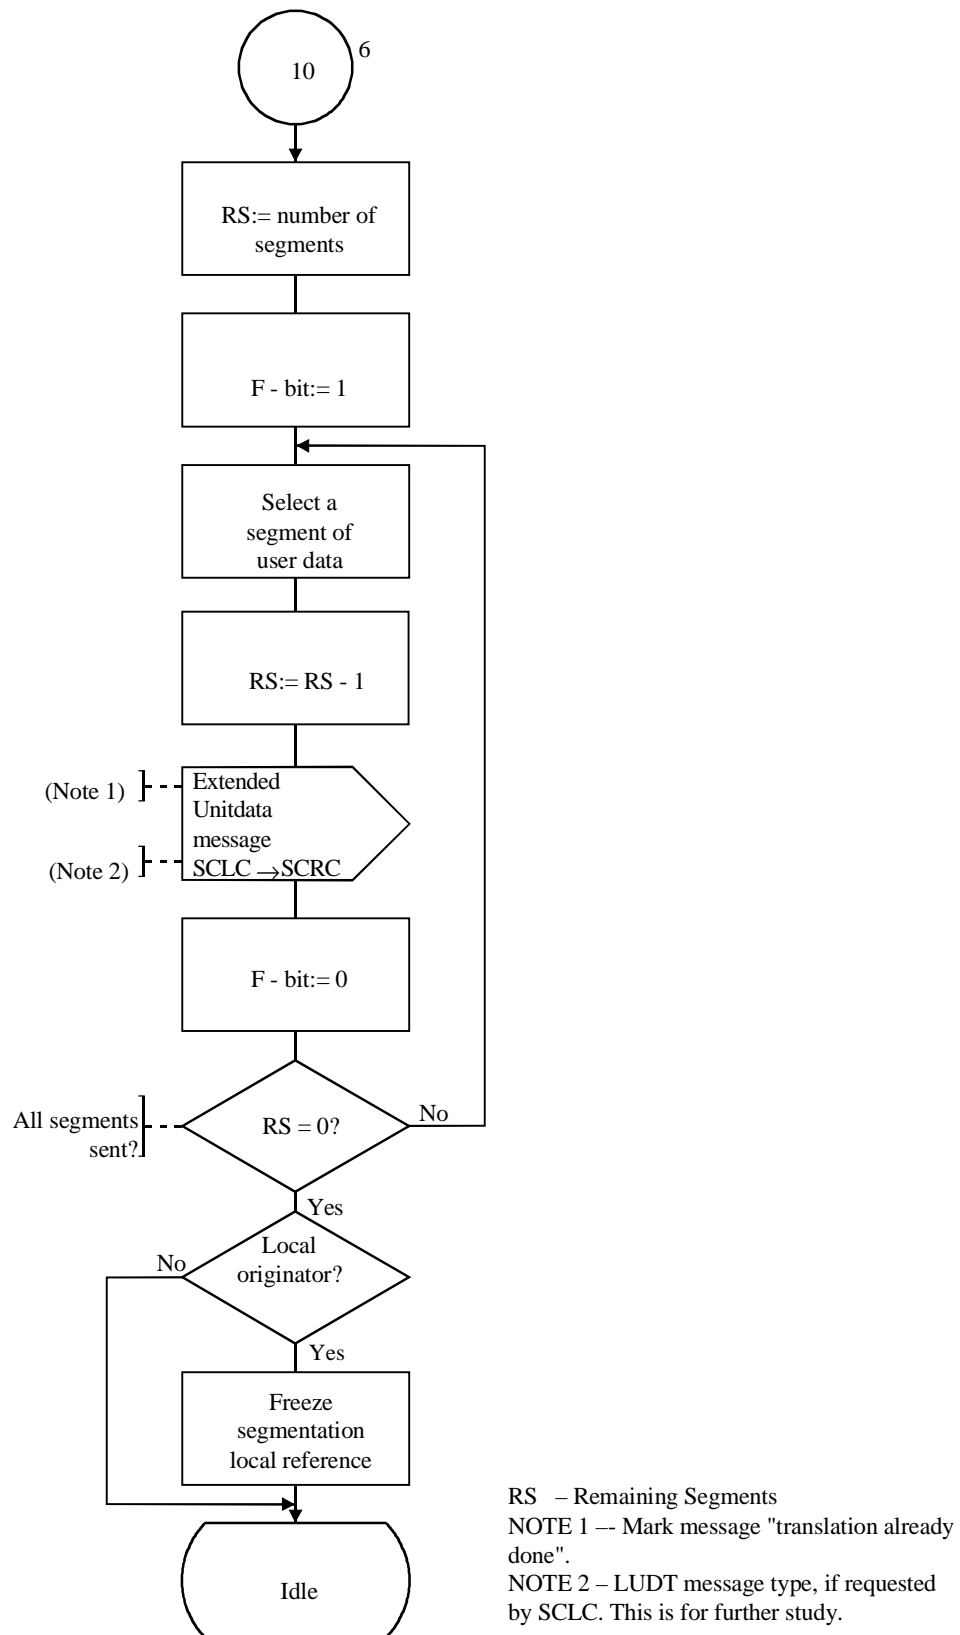 6
10
RS:= number of
segments
F - bit:= 1
Select a
segment of
user data
RS:= RS - 1
(Note 1)
Extended
Unitdata
message
(Note 2)
SCLC → SCRC
F - bit:= 0
All segments
sent?
RS = 0?
No
Yes
No
Local
originator?
Yes
Freeze
segmentation
local reference
Idle
RS – Remaining Segments
NOTE 1 –- Mark message "translation already
done".
NOTE 2 – LUDT message type, if requested
by SCLC. This is for further study.